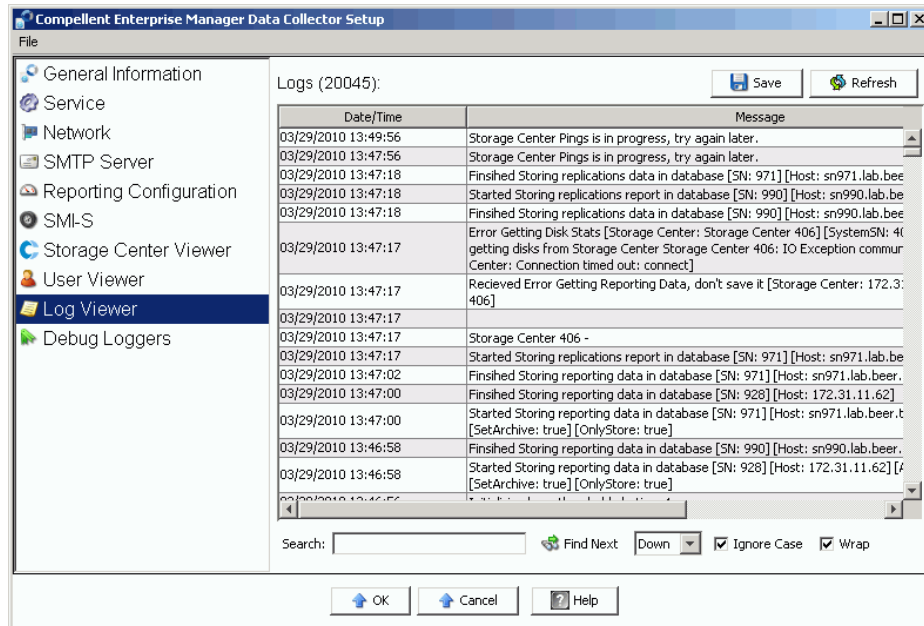 Compellent Enterprise Manager Data Collector Setup
File
General Information
Service
Network
SMTP Server
Reporting Configuration
SMI-S
Storage Center Viewer
User Viewer
Log Viewer
Debug Loggers
Logs (20045):
Save
Refresh
Date/Time Message
03/29/2010 13:49:56 Storage Center Pings is in progress, try again later.
03/29/2010 13:47:56 Storage Center Pings is in progress, try again later.
03/29/2010 13:47:18 Finsihed Storing replications data in database [SN: 971] [Host: sn971.lab.bee
03/29/2010 13:47:18 Started Storing replications report in database [SN: 990] [Host: sn990.lab.be
03/29/2010 13:47:18 Finsihed Storing replications data in database [SN: 990] [Host: sn990.lab.bee
Error Getting Disk Stats [Storage Center: Storage Center 406] [SystemSN: 40
03/29/2010 13:47:17 getting disks from Storage Center Storage Center 406: IO Exception commur
Center: Connection timed out: connect]
03/29/2010 13:47:17 Recieved Error Getting Reporting Data, don't save it [Storage Center: 172.3
406]
03/29/2010 13:47:17
03/29/2010 13:47:17 Storage Center 406 -
03/29/2010 13:47:17 Started Storing replications report in database [SN: 971] [Host: sn971.lab.be
03/29/2010 13:47:02 Finsihed Storing reporting data in database [SN: 971] [Host: sn971.lab.beer.
03/29/2010 13:47:00 Finsihed Storing reporting data in database [SN: 928] [Host: 172.31.11.62]
03/29/2010 13:47:00 Started Storing reporting data in database [SN: 971] [Host: sn971.lab.beer.t
[SetArchive: true] [OnlyStore: true]
03/29/2010 13:46:58 Finsihed Storing reporting data in database [SN: 990] [Host: sn990.lab.beer.
03/29/2010 13:46:58 Started Storing reporting data in database [SN: 928] [Host: 172.31.11.62] [A
[SetArchive: true] [OnlyStore: true]
Search:
Find Next
Down
Ignore Case
Wrap
OK
Cancel
Help